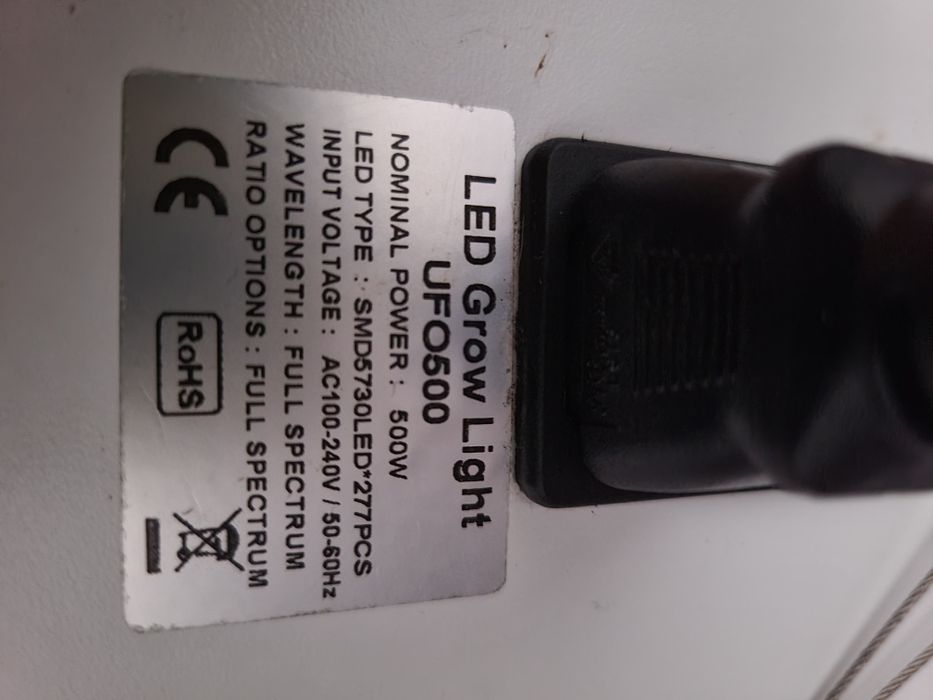 LED Grow Light
UFO500
NOMINAL POWER : 500W
LED TYPE : SMD5730LED*277PCS
INPUT VOLTAGE : AC100-240V / 50-60Hz
WAVELENGTH : FULL SPECTRUM
RATIO OPTIONS : FULL SPECTRUM
CE RoHS